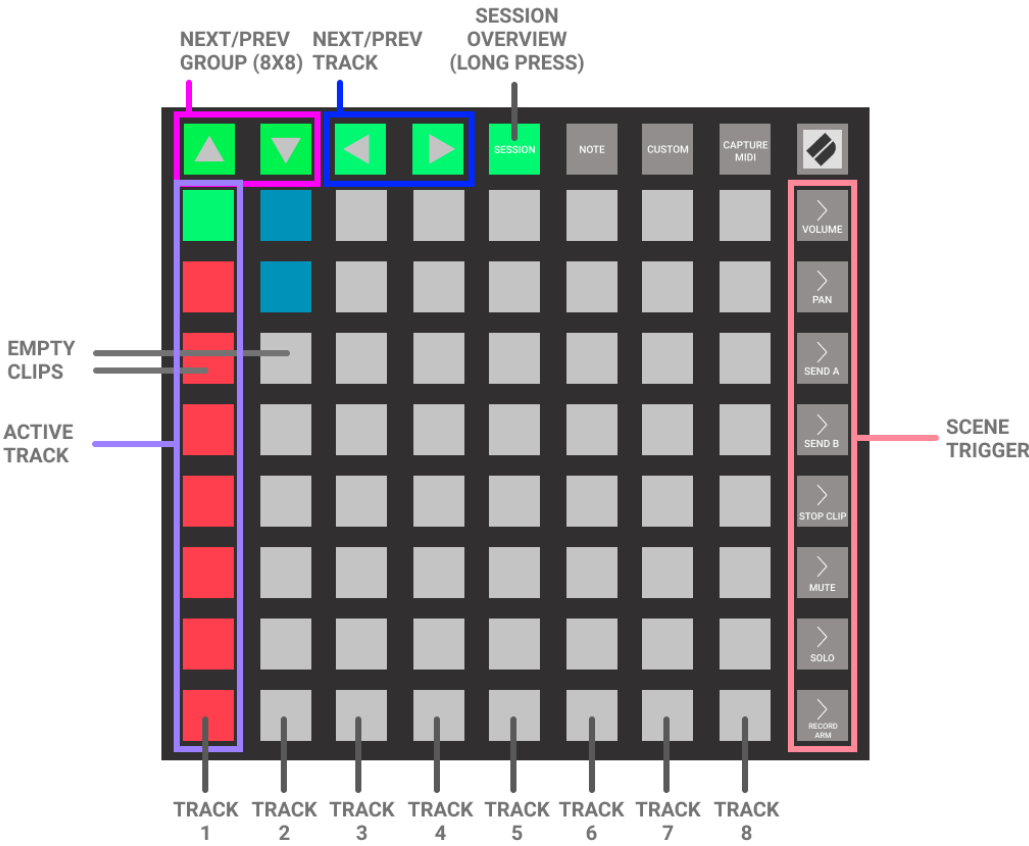 SESSION
OVERVIEW
(LONG PRESS)
NEXT/PREV
GROUP (8X8)
NEXT/PREV
TRACK
SESSION
NOTE
CUSTOM
CAPTURE
MIDI
VOLUME
PAN
EMPTY
CLIPS
SEND A
ACTIVE
TRACK
SEND B
SCENE
TRIGGER
STOP CLIP
MUTE
SOLO
RECORD
ARM
TRACK
1
TRACK
2
TRACK
3
TRACK
4
TRACK
5
TRACK
6
TRACK
7
TRACK
8